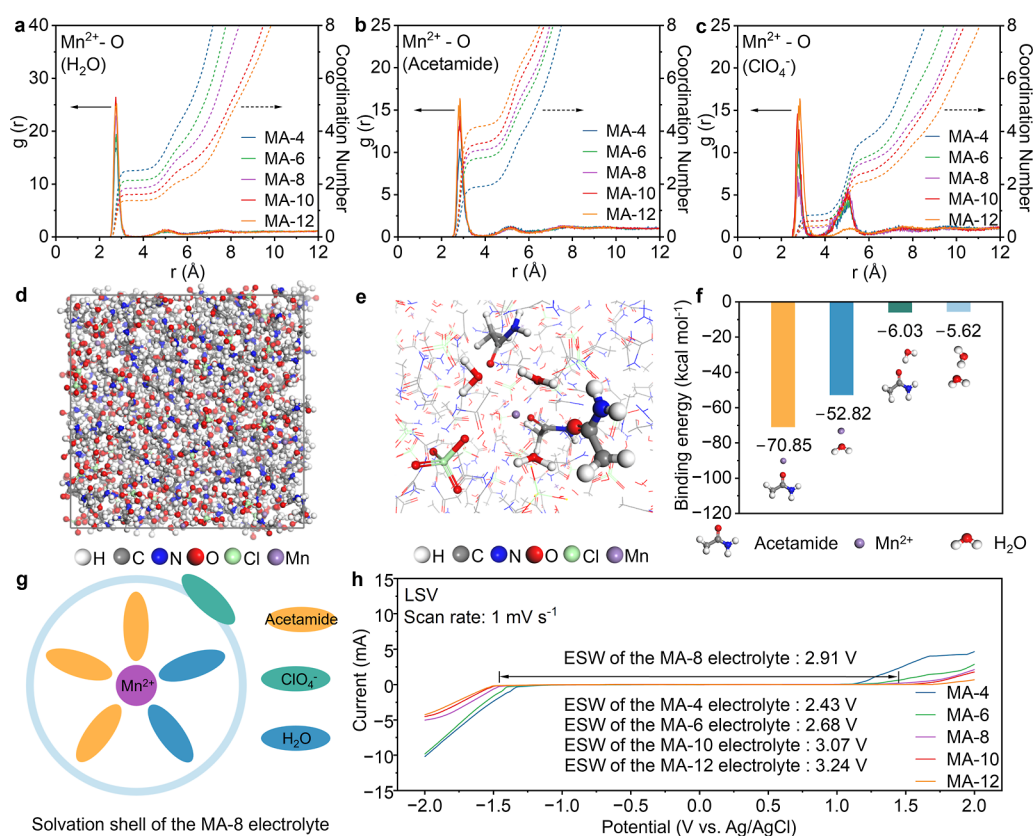 a
Mn²⁺ - O
(H₂O)
g (r)
Coordination Number
r (Å)
40
30
20
10
0
8
6
4
2
0
0 2 4 6 8 10 12
MA-4
MA-6
MA-8
MA-10
MA-12
b
Mn²⁺ - O
(Acetamide)
g (r)
Coordination Number
r (Å)
25
20
15
10
5
0
8
6
4
2
0
0 2 4 6 8 10 12
MA-4
MA-6
MA-8
MA-10
MA-12
c
Mn²⁺ - O
(ClO₄⁻)
g (r)
Coordination Number
r (Å)
25
20
15
10
5
0
8
6
4
2
0
0 2 4 6 8 10 12
MA-4
MA-6
MA-8
MA-10
MA-12
d
H C N O Cl Mn
e
H C N O Cl Mn
f
Binding energy (kcal mol⁻¹)
0
−20
−40
−60
−80
−100
−120
−70.85
−52.82
−6.03
−5.62
Acetamide Mn²⁺ H₂O
g
Mn²⁺
Acetamide
ClO₄⁻
H₂O
Solvation shell of the MA-8 electrolyte
h
LSV
Scan rate: 1 mV s⁻¹
ESW of the MA-8 electrolyte : 2.91 V
ESW of the MA-4 electrolyte : 2.43 V
ESW of the MA-6 electrolyte : 2.68 V
ESW of the MA-10 electrolyte : 3.07 V
ESW of the MA-12 electrolyte : 3.24 V
MA-4
MA-6
MA-8
MA-10
MA-12
Current (mA)
15
10
5
0
−5
−10
−15
−2.0 −1.5 −1.0 −0.5 0.0 0.5 1.0 1.5 2.0
Potential (V vs. Ag/AgCl)